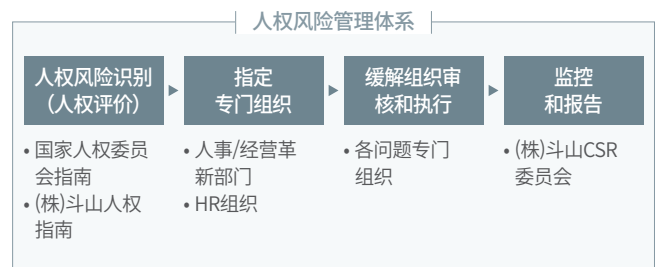 人权风险管理体系
人权风险识别
（人权评价）
指定
专门组织
缓解组织审
核和执行
监控
和报告
• 国家人权委员
会指南
• (株)斗山人权
指南
• 人事/经营革
新部门
• HR组织
• 各问题专门
组织
• (株)斗山CSR
委员会